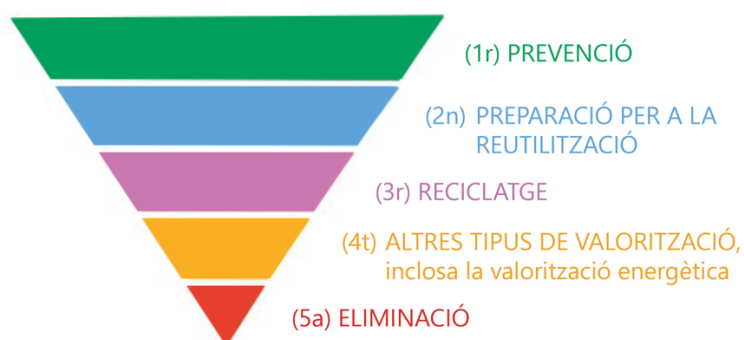 (1r) PREVENCIÓ
(2n) PREPARACIÓ PER A LA
REUTILITZACIÓ
(3r) RECICLATGE
(4t) ALTRES TIPUS DE VALORITZACIÓ,
inclosa la valorització energètica
(5a) ELIMINACIÓ